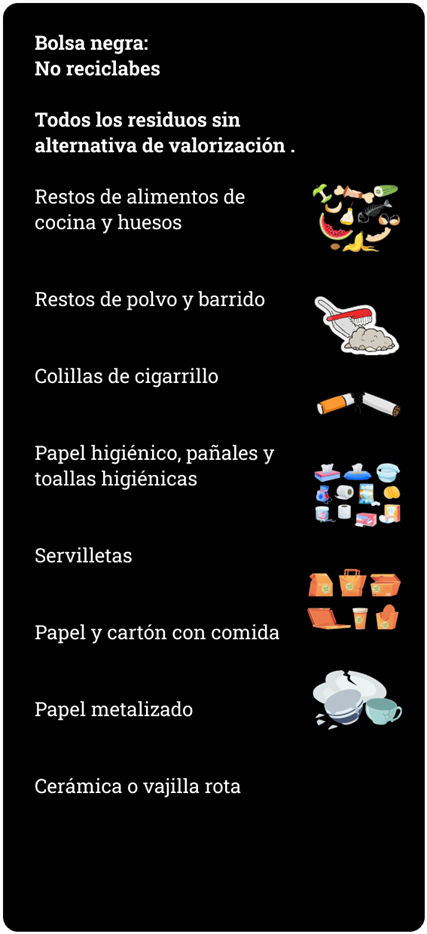 Bolsa negra:
No reciclabes
Todos los residuos sin
alternativa de valorización .
Restos de alimentos de
cocina y huesos
Restos de polvo y barrido
Colillas de cigarrillo
Papel higiénico, pañales y
toallas higiénicas
Servilletas
Papel y cartón con comida
Papel metalizado
Cerámica o vajilla rota